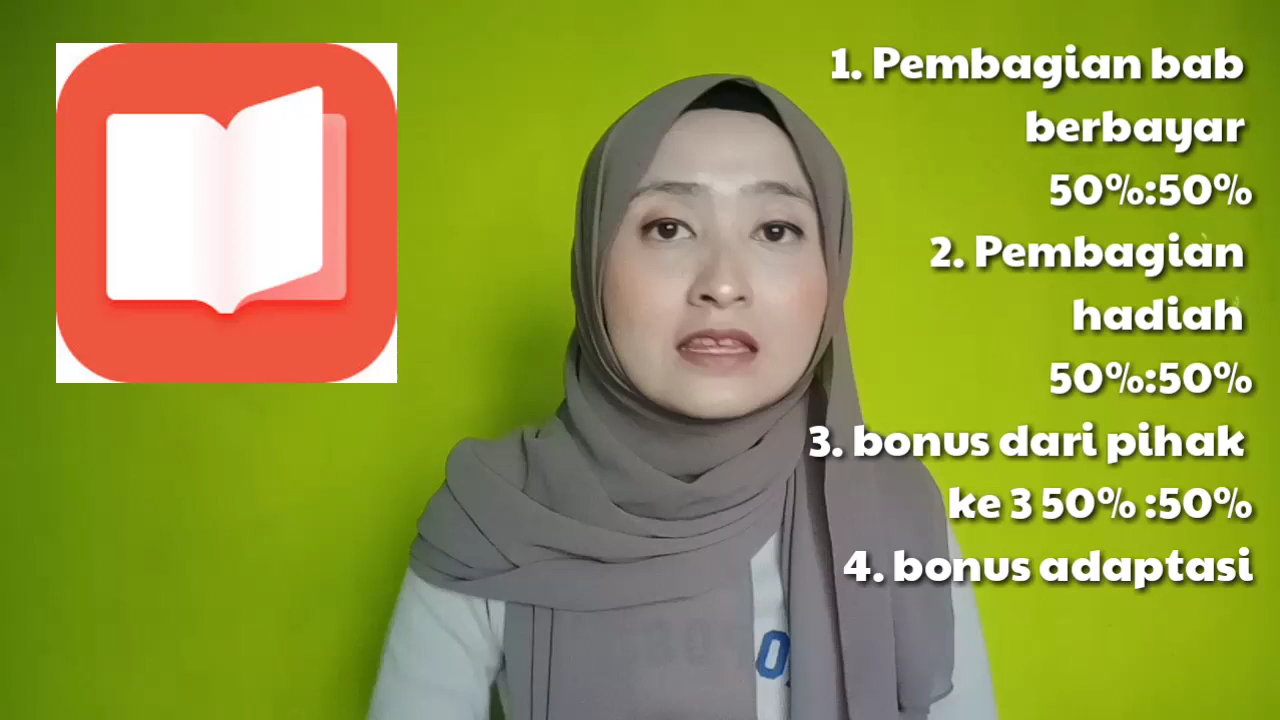 1. Pembagian bab
berbayar
50%:50%
2. Pembagian
hadiah
50%:50%
3. bonus dari pihak
ke 3 50% :50%
4. bonus adaptasi